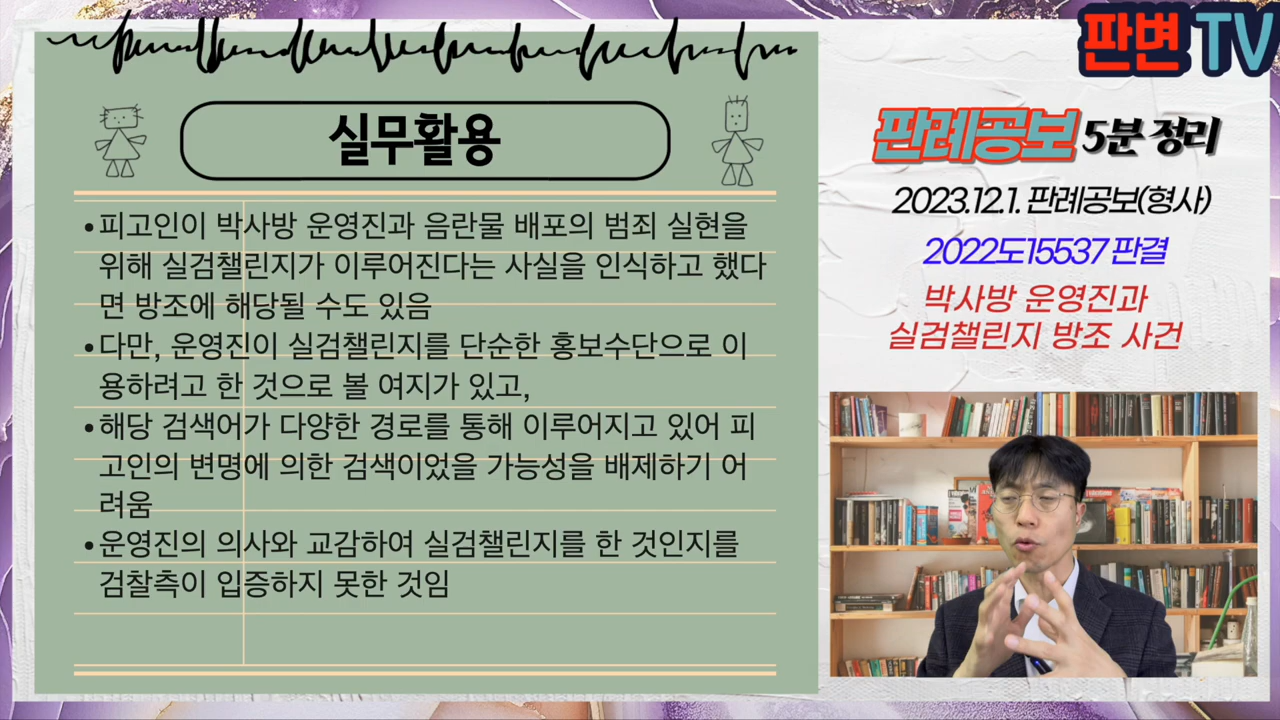 판변 TV
실무활용
•피고인이 박사방 운영진과 음란물 배포의 범죄 실현을
위해 실검챌린지가 이루어진다는 사실을 인식하고 했다
면 방조에 해당될 수도 있음
•다만, 운영진이 실검챌린지를 단순한 홍보수단으로 이
용하려고 한 것으로 볼 여지가 있고,
•해당 검색어가 다양한 경로를 통해 이루어지고 있어 피
고인의 변명에 의한 검색이었을 가능성을 배제하기 어
려움
•운영진의 의사와 교감하여 실검챌린지를 한 것인지를
검찰측이 입증하지 못한 것임
판례공보 5분 정리
2023.12.1. 판례공보(형사)
2022도15537 판결
박사방 운영진과
실검챌린지 방조 사건